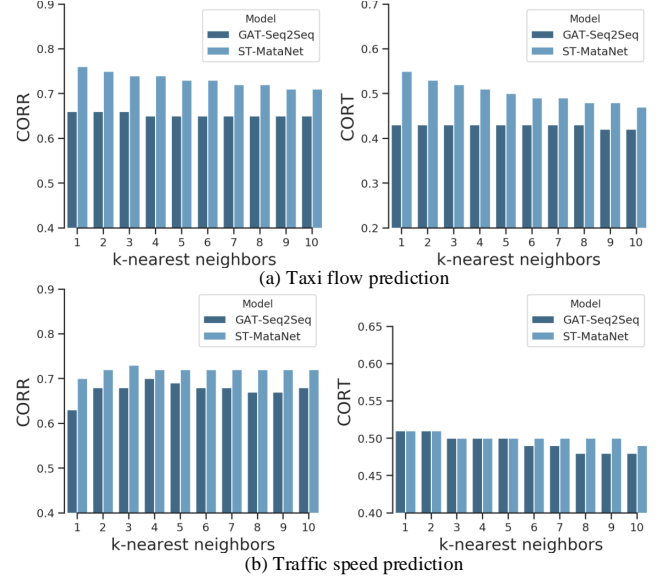 0.9
0.8
0.7
0.6
0.5
0.4
CORR
Model
GAT-Seq2Seq
ST-MataNet
1 2 3 4 5 6 7 8 9 10
k-nearest neighbors
0.7
0.6
0.5
0.4
0.3
0.2
CORT
Model
GAT-Seq2Seq
ST-MataNet
1 2 3 4 5 6 7 8 9 10
k-nearest neighbors
(a) Taxi flow prediction
0.9
0.8
0.7
0.6
0.5
0.4
CORR
Model
GAT-Seq2Seq
ST-MataNet
1 2 3 4 5 6 7 8 9 10
k-nearest neighbors
0.65
0.60
0.55
0.50
0.45
0.40
CORT
Model
GAT-Seq2Seq
ST-MataNet
1 2 3 4 5 6 7 8 9 10
k-nearest neighbors
(b) Traffic speed prediction